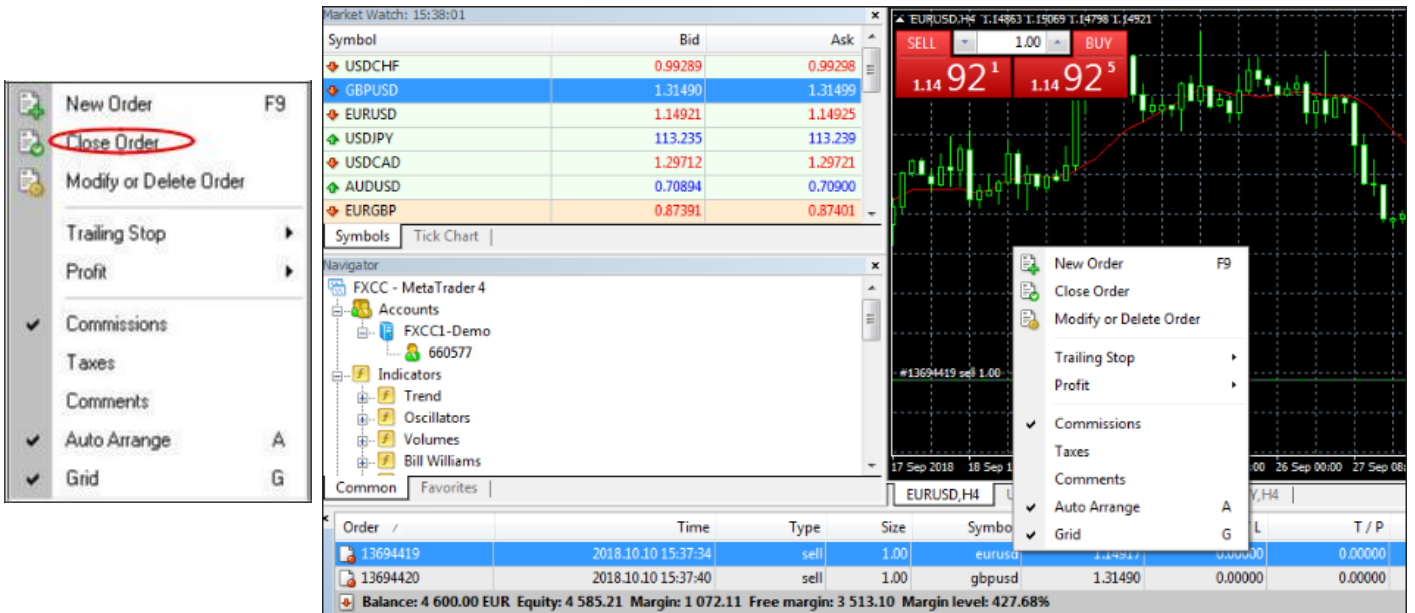 New Order F9
Close Order
Modify or Delete Order
Trailing Stop
Profit
Commissions
Taxes
Comments
Auto Arrange A
Grid G
Market Watch: 15:38:01
Symbol Bid Ask
USDCHF 0.99289 0.99298
GBPUSD 1.31490 1.31499
EURUSD 1.14921 1.14925
USDJPY 113.235 113.239
USDCAD 1.29712 1.29721
AUDUSD 0.70894 0.70900
EURGBP 0.87391 0.87401
Symbols Tick Chart
Navigator
FXCC - MetaTrader 4
Accounts
FXCC1-Demo
660577
Indicators
Trend
Oscillators
Volumes
Bill Williams
Common Favorites
EURUSD,H4 1.14863 1.15069 1.14798 1.14921
SELL 1.00 BUY
1.14 92 1 1.14 92 5
#13694419 sell 1.00
17 Sep 2018 18 Sep 1 :00 26 Sep 00:00 27 Sep 08:
EURUSD,H4 U Y,H4
New Order F9
Close Order
Modify or Delete Order
Trailing Stop
Profit
Commissions
Taxes
Comments
Auto Arrange A
Grid G
Order / Time Type Size Symbo L T / P
13694419 2018.10.10 15:37:34 sell 1.00 eurusd 1.14917 0.00000 0.00000
13694420 2018.10.10 15:37:40 sell 1.00 gbpusd 1.31490 0.00000 0.00000
Balance: 4 600.00 EUR Equity: 4 585.21 Margin: 1 072.11 Free margin: 3 513.10 Margin level: 427.68%